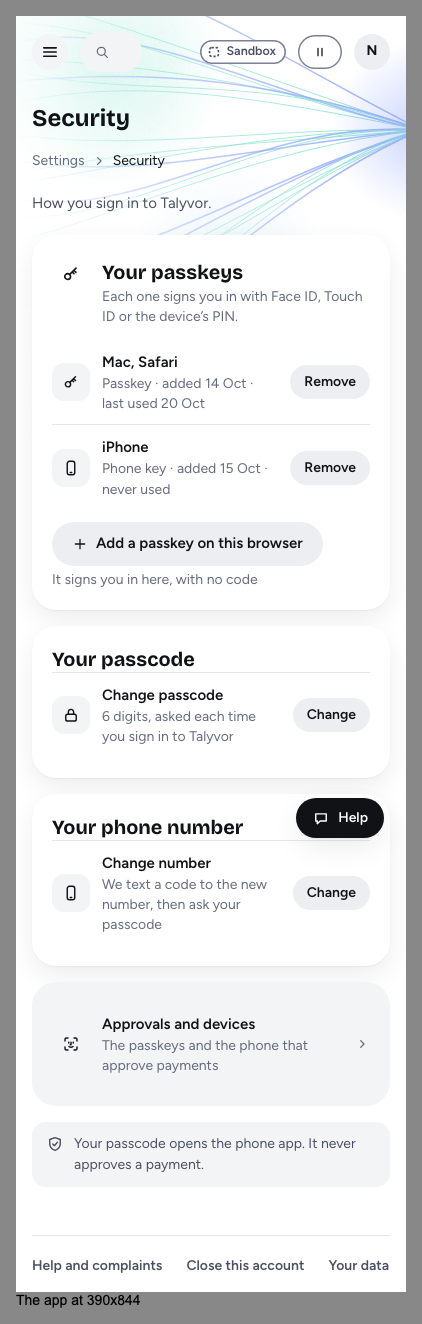 Sandbox
N
Security
Settings > Security
How you sign in to Talyvor.
Your passkeys
Each one signs you in with Face ID, Touch
ID or the device’s PIN.
Mac, Safari
Passkey · added 14 Oct ·
last used 20 Oct
Remove
iPhone
Phone key · added 15 Oct ·
never used
Remove
+ Add a passkey on this browser
It signs you in here, with no code
Your passcode
Change passcode
6 digits, asked each time
you sign in to Talyvor
Change
Help
Your phone number
Change number
We text a code to the new
number, then ask your
passcode
Change
Approvals and devices
The passkeys and the phone that
approve payments
Your passcode opens the phone app. It never
approves a payment.
Help and complaints
Close this account
Your data
The app at 390x844